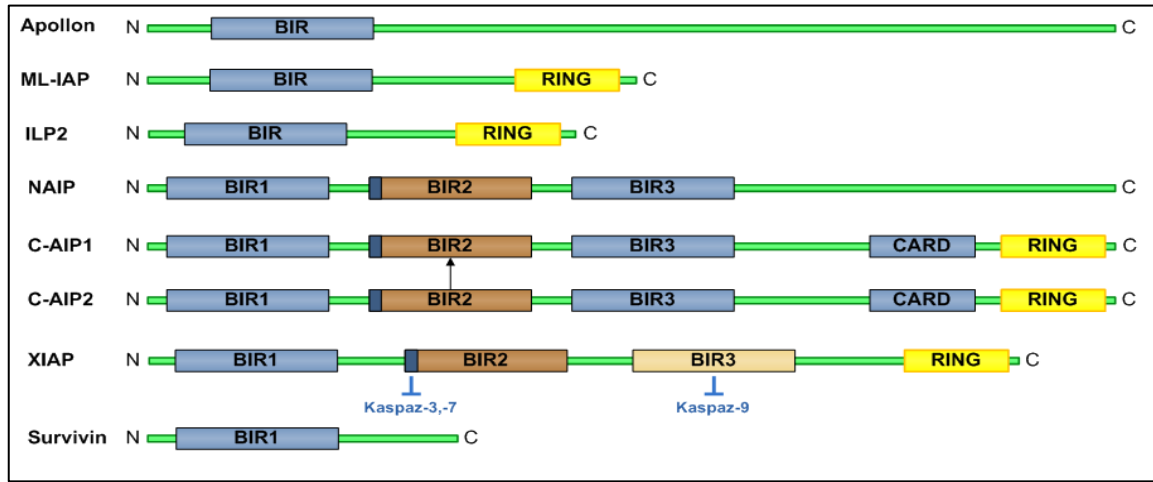 Apollon N BIR C
ML-IAP N BIR RING C
ILP2 N BIR RING C
NAIP N BIR1 BIR2 BIR3 C
C-AIP1 N BIR1 BIR2 BIR3 CARD RING C
C-AIP2 N BIR1 BIR2 BIR3 CARD RING C
XIAP N BIR1 BIR2 BIR3 RING C
Kaspaz-3,-7 Kaspaz-9
Survivin N BIR1 C